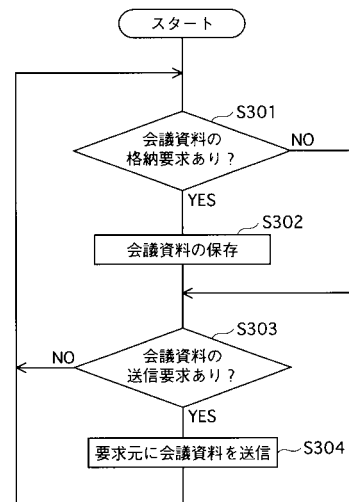 スタート
S301
会議資料の
格納要求あり？
NO
YES
S302
会議資料の保存
S303
NO
会議資料の
送信要求あり？
YES
要求元に会議資料を送信
S304